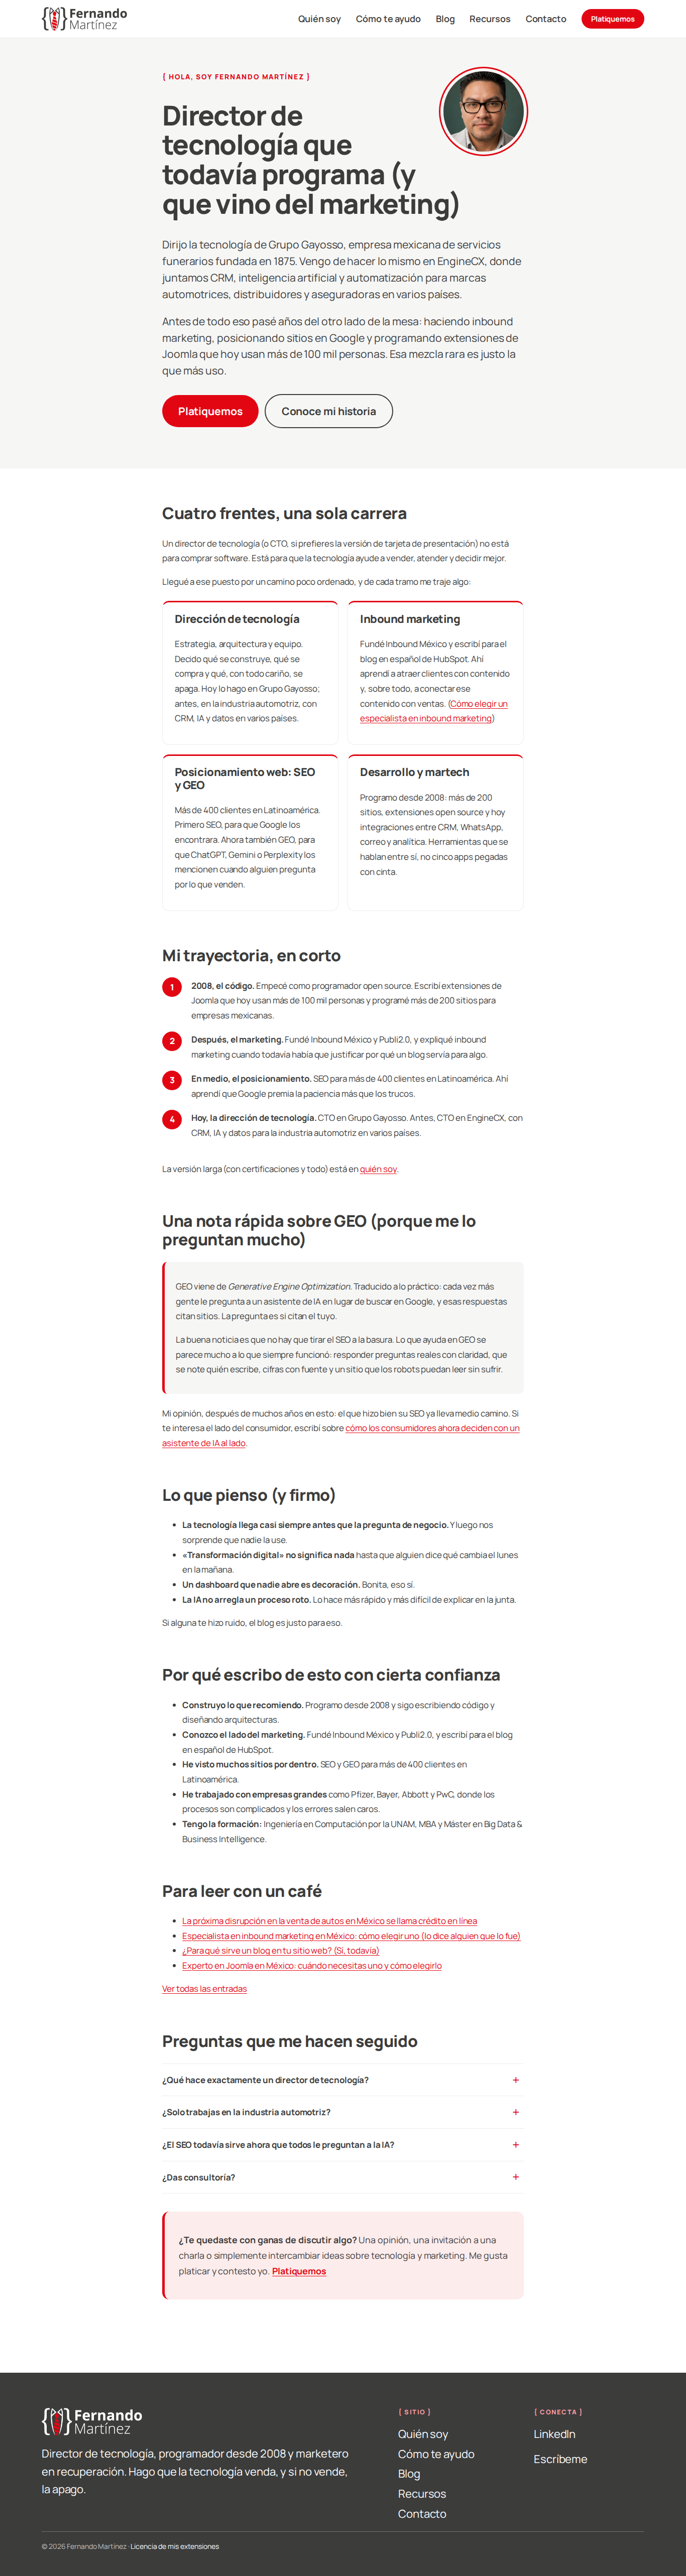 { } Fernando
Martínez
Quién soy Cómo te ayudo Blog Recursos Contacto Platiquemos
{ HOLA, SOY FERNANDO MARTÍNEZ }
Director de
tecnología que
todavía programa (y
que vino del marketing)
Dirijo la tecnología de Grupo Gayosso, empresa mexicana de servicios
funerarios fundada en 1875. Vengo de hacer lo mismo en EngineCX, donde
juntamos CRM, inteligencia artificial y automatización para marcas
automotrices, distribuidores y aseguradoras en varios países.
Antes de todo eso pasé años del otro lado de la mesa: haciendo inbound
marketing, posicionando sitios en Google y programando extensiones de
Joomla que hoy usan más de 100 mil personas. Esa mezcla rara es justo la
que más uso.
Platiquemos Conoce mi historia
Cuatro frentes, una sola carrera
Un director de tecnología (o CTO, si prefieres la versión de tarjeta de presentación) no está
para comprar software. Está para que la tecnología ayude a vender, atender y decidir mejor.
Llegué a ese puesto por un camino poco ordenado, y de cada tramo me traje algo:
Dirección de tecnología
Estrategia, arquitectura y equipo.
Decido qué se construye, qué se
compra y qué, con todo cariño, se
apaga. Hoy lo hago en Grupo Gayosso;
antes, en la industria automotriz, con
CRM, IA y datos en varios países.
Inbound marketing
Fundé Inbound México y escribí para el
blog en español de HubSpot. Ahí
aprendí a atraer clientes con contenido
y, sobre todo, a conectar ese
contenido con ventas. (Cómo elegir un
especialista en inbound marketing)
Posicionamiento web: SEO
y GEO
Más de 400 clientes en Latinoamérica.
Primero SEO, para que Google los
encontrara. Ahora también GEO, para
que ChatGPT, Gemini o Perplexity los
mencionen cuando alguien pregunta
por lo que venden.
Desarrollo y martech
Programo desde 2008: más de 200
sitios, extensiones open source y hoy
integraciones entre CRM, WhatsApp,
correo y analítica. Herramientas que se
hablan entre sí, no cinco apps pegadas
con cinta.
Mi trayectoria, en corto
1 2008, el código. Empecé como programador open source. Escribí extensiones de
Joomla que hoy usan más de 100 mil personas y programé más de 200 sitios para
empresas mexicanas.
2 Después, el marketing. Fundé Inbound México y Publi2.0, y expliqué inbound
marketing cuando todavía había que justificar por qué un blog servía para algo.
3 En medio, el posicionamiento. SEO para más de 400 clientes en Latinoamérica. Ahí
aprendí que Google premia la paciencia más que los trucos.
4 Hoy, la dirección de tecnología. CTO en Grupo Gayosso. Antes, CTO en EngineCX, con
CRM, IA y datos para la industria automotriz en varios países.
La versión larga (con certificaciones y todo) está en quién soy.
Una nota rápida sobre GEO (porque me lo
preguntan mucho)
GEO viene de Generative Engine Optimization. Traducido a lo práctico: cada vez más
gente le pregunta a un asistente de IA en lugar de buscar en Google, y esas respuestas
citan sitios. La pregunta es si citan el tuyo.
La buena noticia es que no hay que tirar el SEO a la basura. Lo que ayuda en GEO se
parece mucho a lo que siempre funcionó: responder preguntas reales con claridad, que
se note quién escribe, cifras con fuente y un sitio que los robots puedan leer sin sufrir.
Mi opinión, después de muchos años en esto: el que hizo bien su SEO ya lleva medio camino. Si
te interesa el lado del consumidor, escribí sobre cómo los consumidores ahora deciden con un
asistente de IA al lado.
Lo que pienso (y firmo)
• La tecnología llega casi siempre antes que la pregunta de negocio. Y luego nos
sorprende que nadie la use.
• «Transformación digital» no significa nada hasta que alguien dice qué cambia el lunes
en la mañana.
• Un dashboard que nadie abre es decoración. Bonita, eso sí.
• La IA no arregla un proceso roto. Lo hace más rápido y más difícil de explicar en la junta.
Si alguna te hizo ruido, el blog es justo para eso.
Por qué escribo de esto con cierta confianza
• Construyo lo que recomiendo. Programo desde 2008 y sigo escribiendo código y
diseñando arquitecturas.
• Conozco el lado del marketing. Fundé Inbound México y Publi2.0, y escribí para el blog
en español de HubSpot.
• He visto muchos sitios por dentro. SEO y GEO para más de 400 clientes en
Latinoamérica.
• He trabajado con empresas grandes como Pfizer, Bayer, Abbott y PwC, donde los
procesos son complicados y los errores salen caros.
• Tengo la formación: Ingeniería en Computación por la UNAM, MBA y Máster en Big Data &
Business Intelligence.
Para leer con un café
• La próxima disrupción en la venta de autos en México se llama crédito en línea
• Especialista en inbound marketing en México: cómo elegir uno (lo dice alguien que lo fue)
• ¿Para qué sirve un blog en tu sitio web? (Sí, todavía)
• Experto en Joomla en México: cuándo necesitas uno y cómo elegirlo
Ver todas las entradas
Preguntas que me hacen seguido
¿Qué hace exactamente un director de tecnología? +
¿Solo trabajas en la industria automotriz? +
¿El SEO todavía sirve ahora que todos le preguntan a la IA? +
¿Das consultoría? +
¿Te quedaste con ganas de discutir algo? Una opinión, una invitación a una
charla o simplemente intercambiar ideas sobre tecnología y marketing. Me gusta
platicar y contesto yo. Platiquemos
{ } Fernando
Martínez
Director de tecnología, programador desde 2008 y marketero
en recuperación. Hago que la tecnología venda, y si no vende,
la apago.
{ SITIO }
Quién soy
Cómo te ayudo
Blog
Recursos
Contacto
{ CONECTA }
LinkedIn
Escríbeme
© 2026 Fernando Martínez · Licencia de mis extensiones